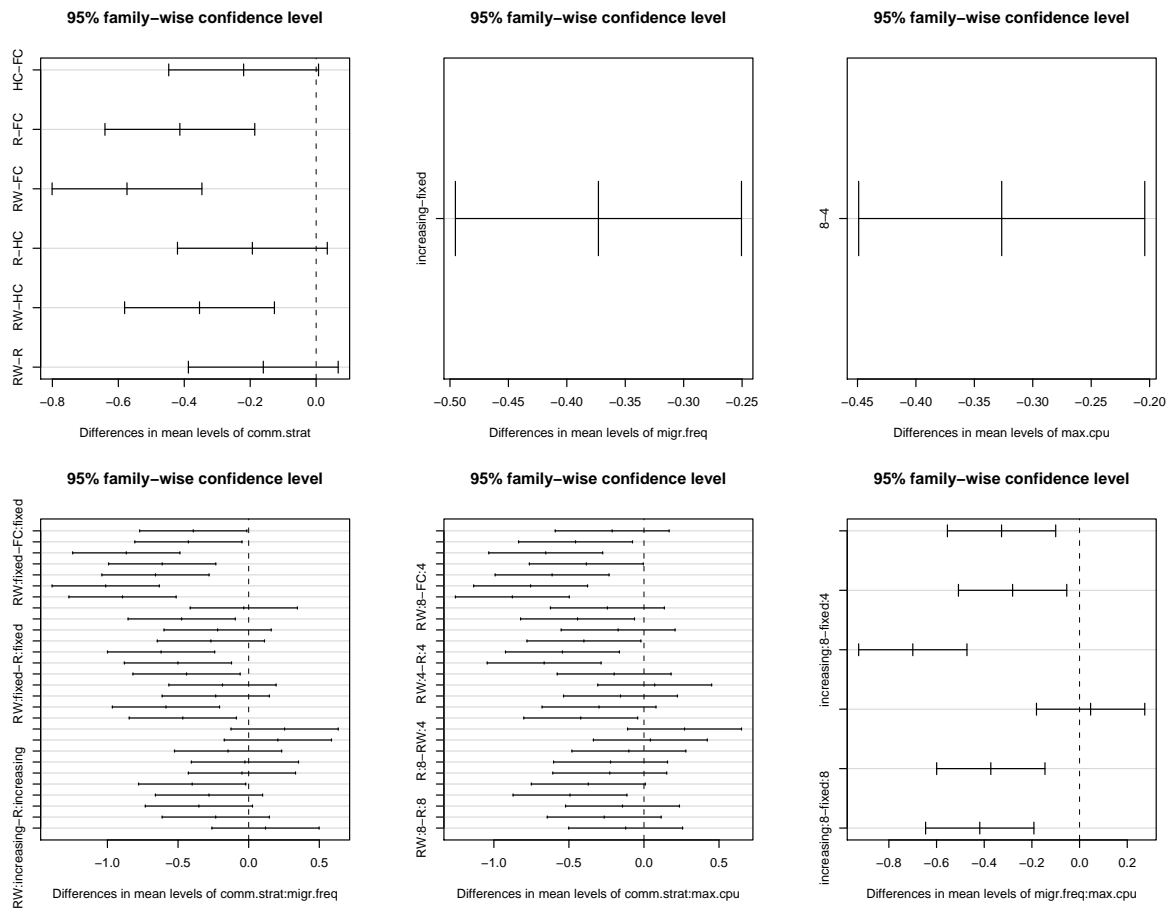 95% family−wise confidence level
HC−FC
R−FC
RW−FC
R−HC
RW−HC
RW−R
−0.8 −0.6 −0.4 −0.2 0.0
Differences in mean levels of comm.strat
95% family−wise confidence level
increasing−fixed
−0.50 −0.45 −0.40 −0.35 −0.30 −0.25
Differences in mean levels of migr.freq
95% family−wise confidence level
8−4
−0.45 −0.40 −0.35 −0.30 −0.25 −0.20
Differences in mean levels of max.cpu
95% family−wise confidence level
RW:fixed−FC:fixed
RW:fixed−R:fixed
RW:increasing−R:increasing
−1.0 −0.5 0.0 0.5
Differences in mean levels of comm.strat:migr.freq
95% family−wise confidence level
RW:8−FC:4
RW:4−R:4
R:8−RW:4
RW:8−R:8
−1.0 −0.5 0.0 0.5
Differences in mean levels of comm.strat:max.cpu
95% family−wise confidence level
increasing:8−fixed:4
increasing:8−fixed:8
−0.8 −0.6 −0.4 −0.2 0.0 0.2
Differences in mean levels of migr.freq:max.cpu